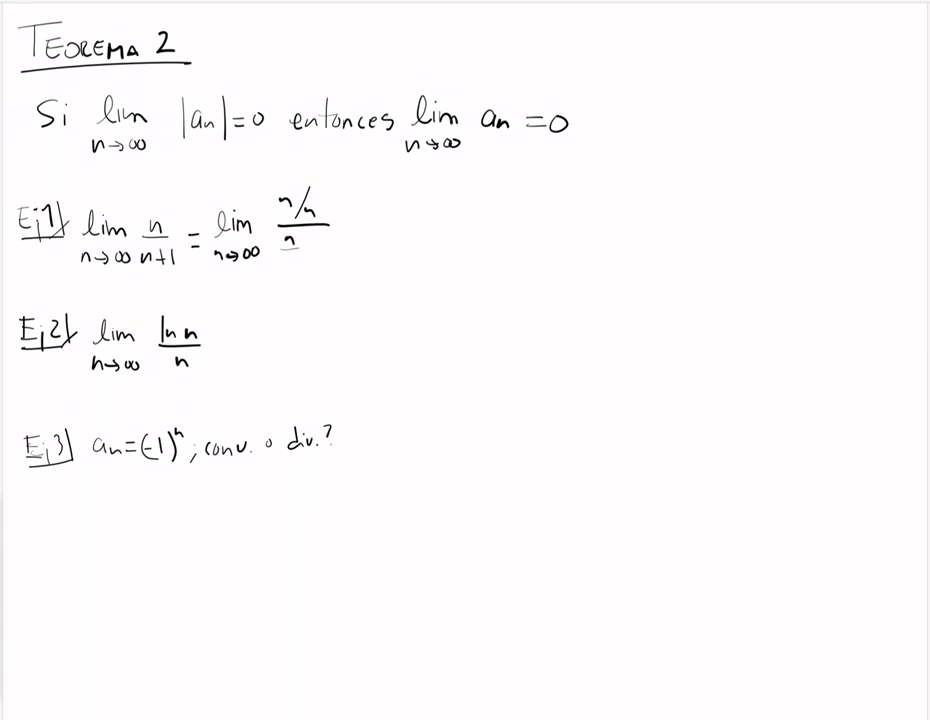 TEOREMA 2
Si lim n→∞ |an|=0 entonces lim n→∞ an =0
Ej1) lim n→∞ n/n+1 = lim n→∞ n/n / n
Ej2) lim n→∞ ln n / n
Ej3) an=(-1)^n ; conv. o div.?